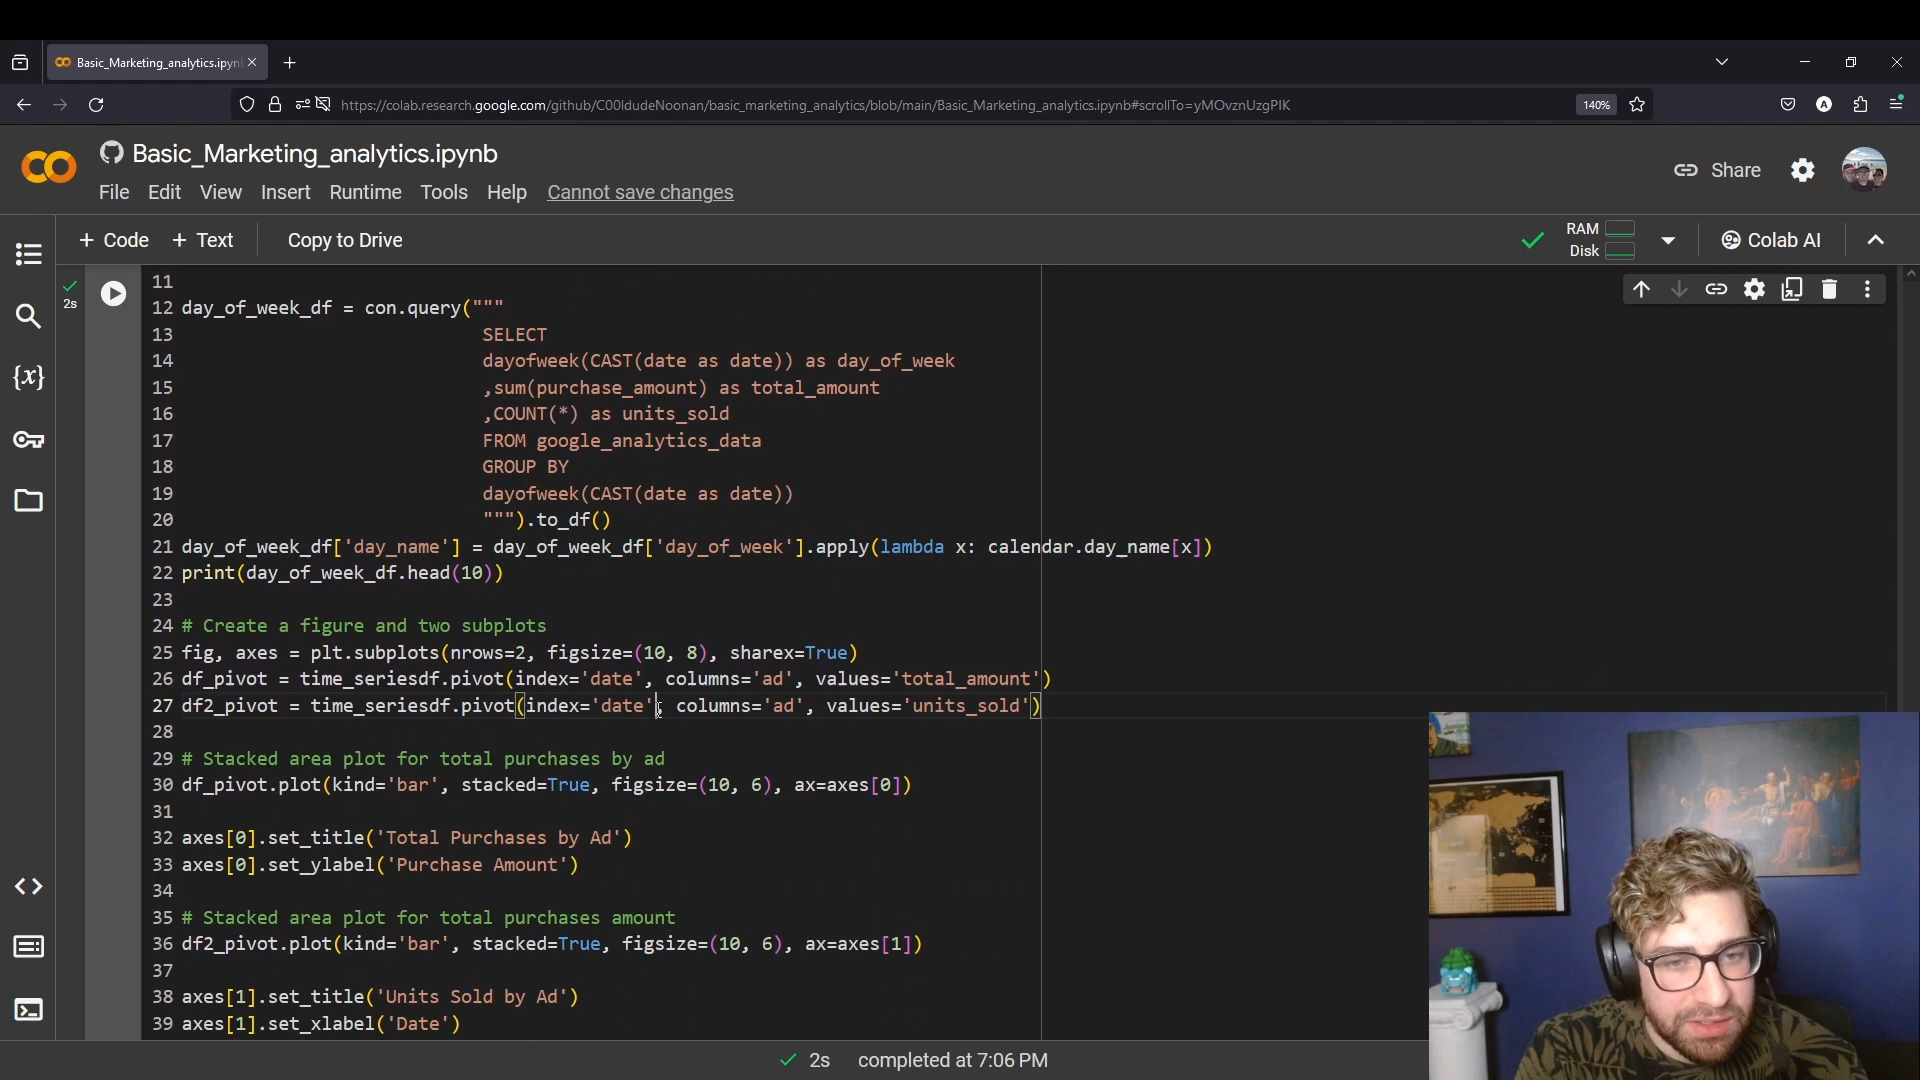 Basic_Marketing_analytics.ipyn
https://colab.research.google.com/github/C00ldudeNoonan/basic_marketing_analytics/blob/main/Basic_Marketing_analytics.ipynb#scrollTo=yMOvznUzgPIK
140%
A
Basic_Marketing_analytics.ipynb
Share
File Edit View Insert Runtime Tools Help Cannot save changes
+ Code + Text Copy to Drive
RAM
Disk
Colab AI
2s
11
12 day_of_week_df = con.query("""
13 SELECT
14 dayofweek(CAST(date as date)) as day_of_week
15 ,sum(purchase_amount) as total_amount
16 ,COUNT(*) as units_sold
17 FROM google_analytics_data
18 GROUP BY
19 dayofweek(CAST(date as date))
20 """).to_df()
21 day_of_week_df['day_name'] = day_of_week_df['day_of_week'].apply(lambda x: calendar.day_name[x])
22 print(day_of_week_df.head(10))
23
24 # Create a figure and two subplots
25 fig, axes = plt.subplots(nrows=2, figsize=(10, 8), sharex=True)
26 df_pivot = time_seriesdf.pivot(index='date', columns='ad', values='total_amount')
27 df2_pivot = time_seriesdf.pivot(index='date', columns='ad', values='units_sold')
28
29 # Stacked area plot for total purchases by ad
30 df_pivot.plot(kind='bar', stacked=True, figsize=(10, 6), ax=axes[0])
31
32 axes[0].set_title('Total Purchases by Ad')
33 axes[0].set_ylabel('Purchase Amount')
34
35 # Stacked area plot for total purchases amount
36 df2_pivot.plot(kind='bar', stacked=True, figsize=(10, 6), ax=axes[1])
37
38 axes[1].set_title('Units Sold by Ad')
39 axes[1].set_xlabel('Date')
{x}
2s completed at 7:06 PM